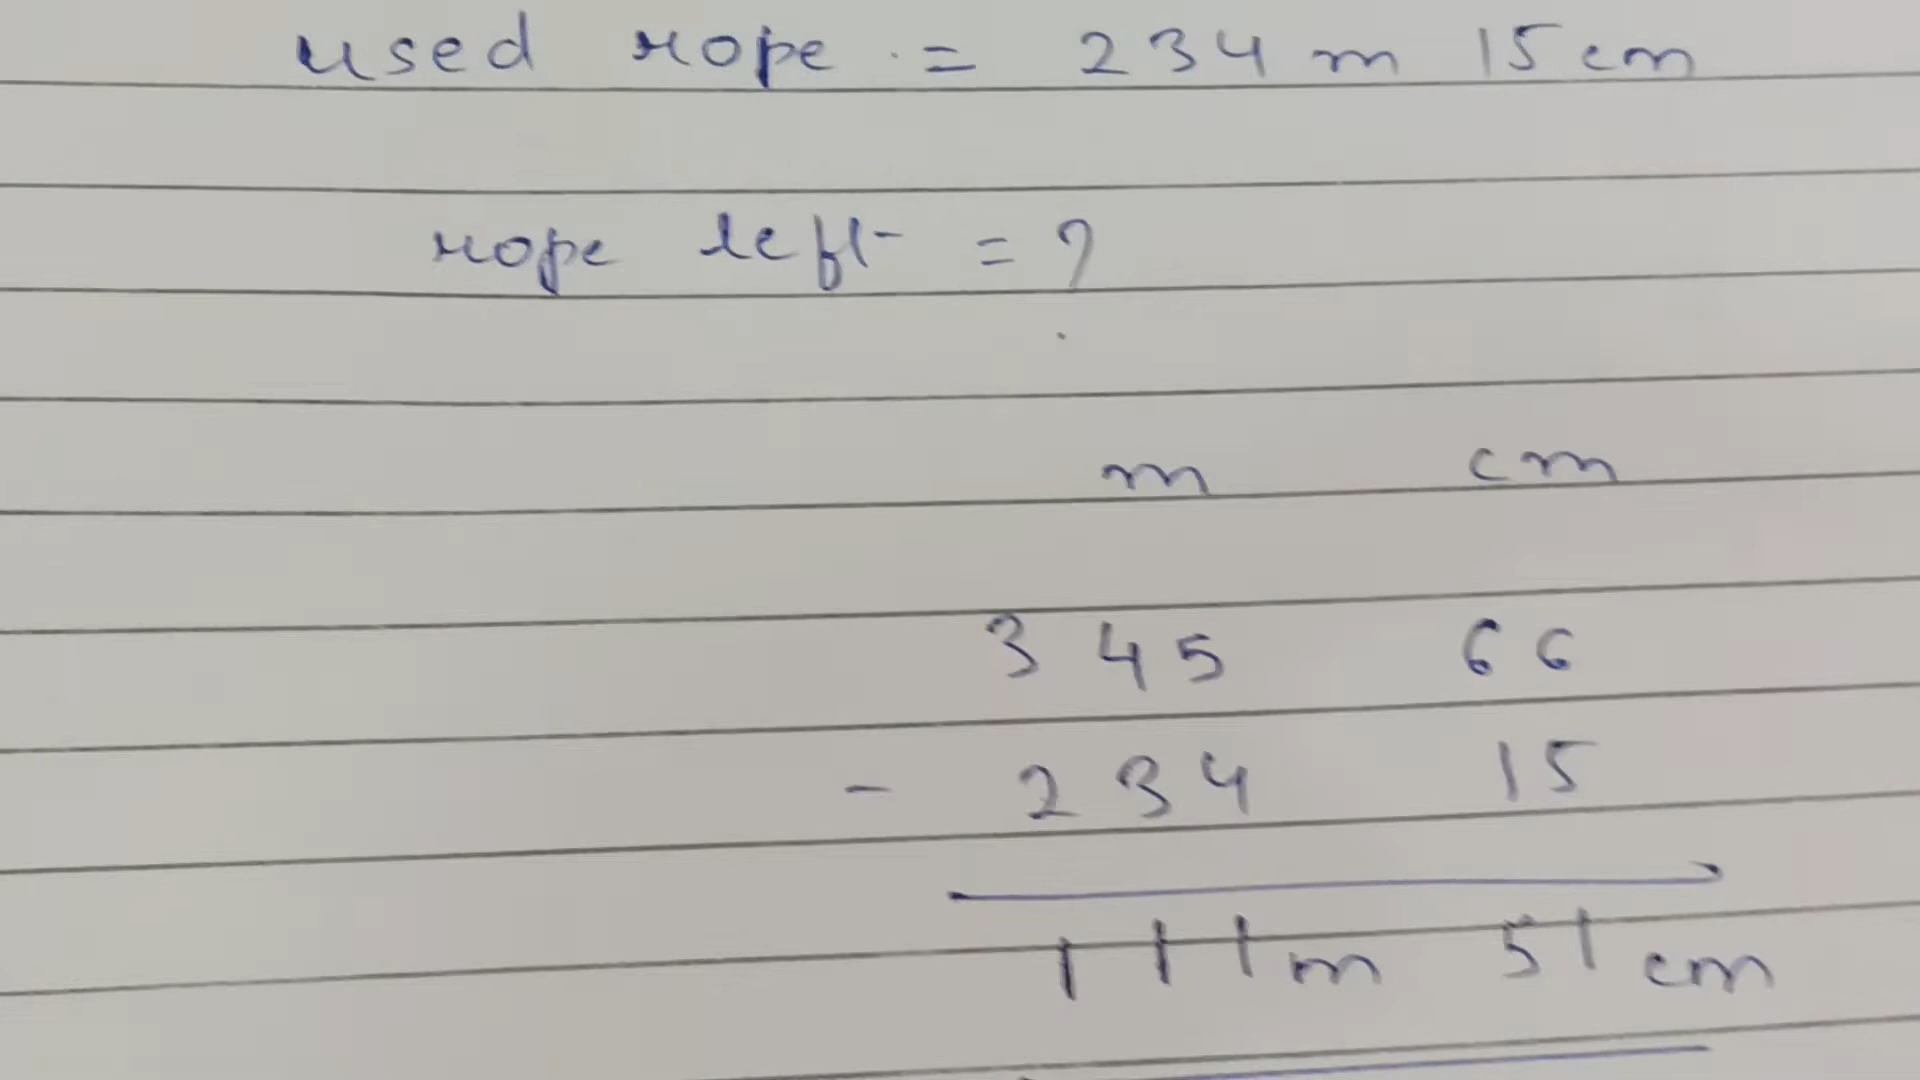 used rope = 234 m 15 cm
rope left = ?
m cm
345 66
- 234 15
111 m 51 cm